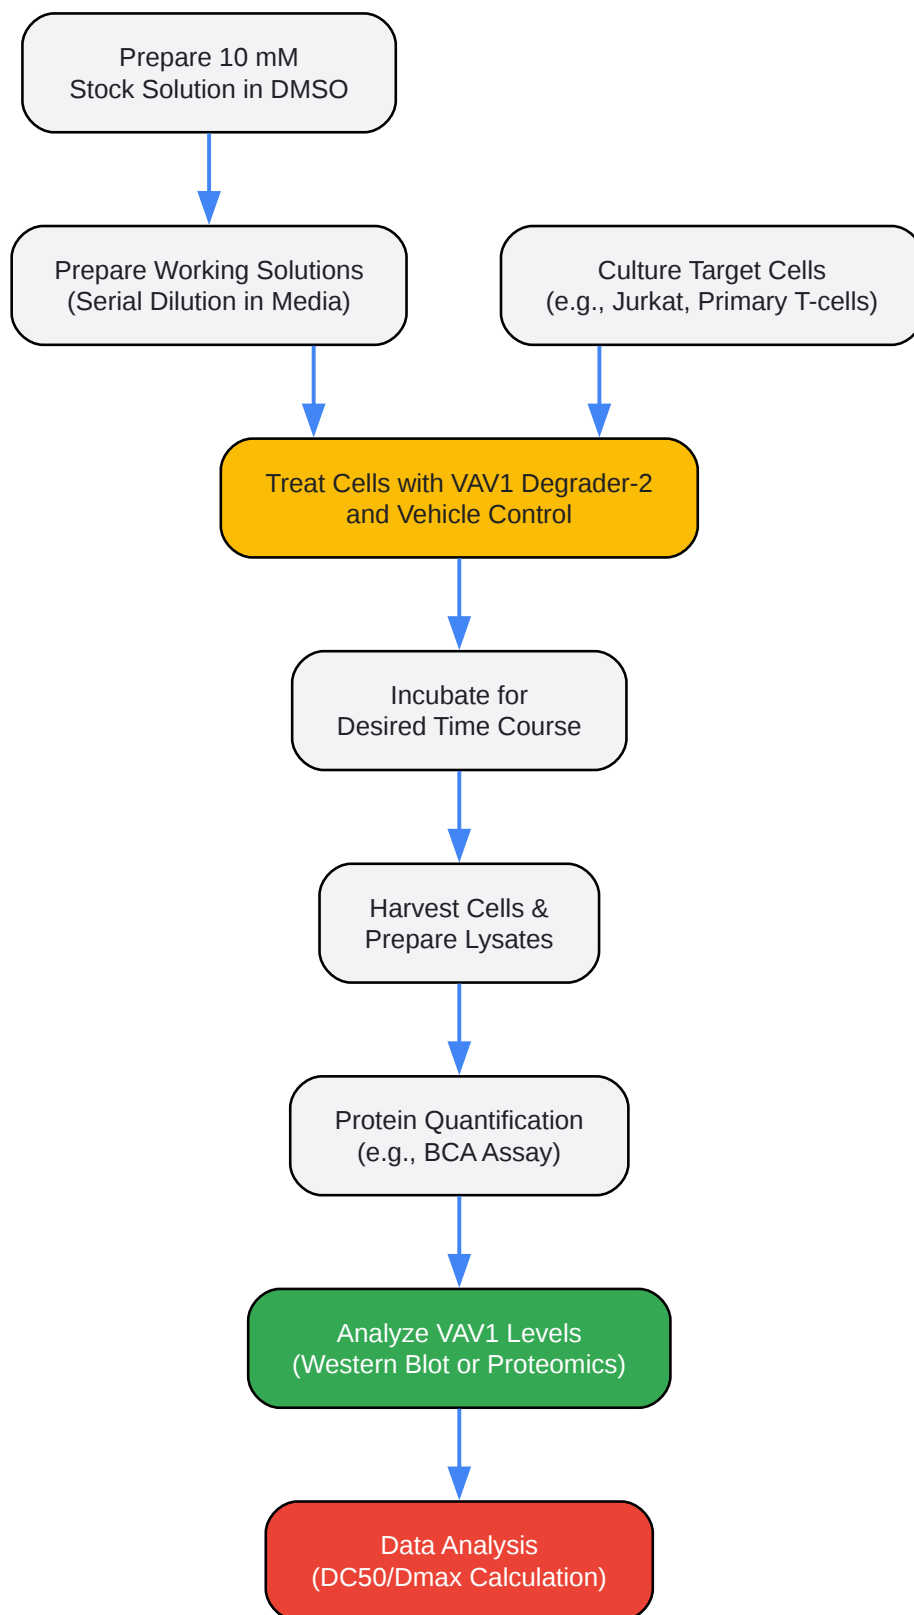 Prepare 10 mM
Stock Solution in DMSO
Prepare Working Solutions
(Serial Dilution in Media)
Culture Target Cells
(e.g., Jurkat, Primary T-cells)
Treat Cells with VAV1 Degrader-2
and Vehicle Control
Incubate for
Desired Time Course
Harvest Cells &
Prepare Lysates
Protein Quantification
(e.g., BCA Assay)
Analyze VAV1 Levels
(Western Blot or Proteomics)
Data Analysis
(DC50/Dmax Calculation)